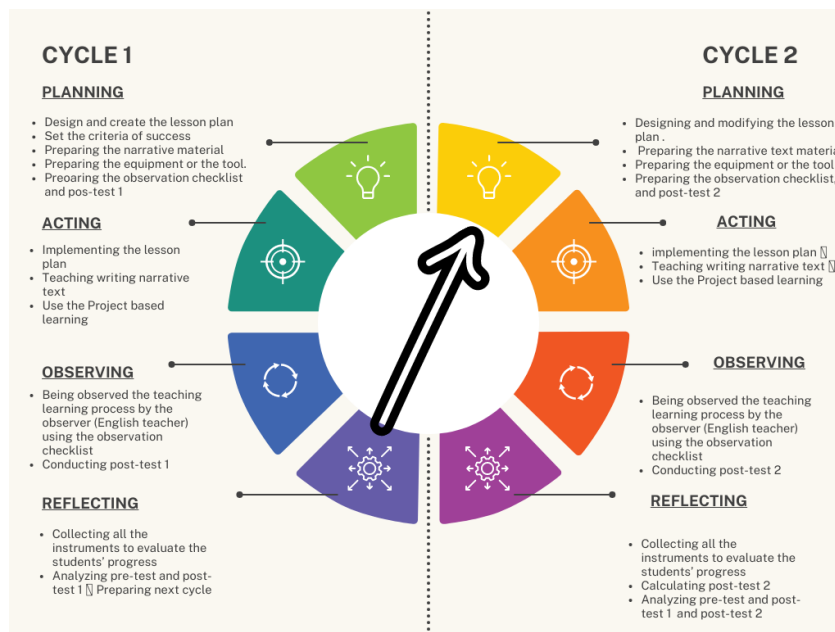 CYCLE 1
PLANNING
• Design and create the lesson plan
• Set the criteria of success
• Preparing the narrative material
• Preparing the equipment or the tool.
• Preoaring the observation checklist
and pos-test 1
ACTING
• Implementing the lesson
plan
• Teaching writing narrative
text
• Use the Project based
learning
OBSERVING
• Being observed the teaching
learning process by the
observer (English teacher)
using the observation
checklist
• Conducting post-test 1
REFLECTING
• Collecting all the
instruments to evaluate the
students’ progress
• Analyzing pre-test and post-
test 1 Preparing next cycle
CYCLE 2
PLANNING
• Designing and modifying the lesson
plan .
• Preparing the narrative text materia
• Preparing the equipment or the tool
• Preparing the observation checklist,
and post-test 2
ACTING
• implementing the lesson plan
• Teaching writing narrative text
• Use the Project based learning
OBSERVING
• Being observed the teaching
learning process by the
observer (English teacher)
using the observation
checklist
• Conducting post-test 2
REFLECTING
• Collecting all the
instruments to evaluate the
students’ progress
• Calculating post-test 2
• Analyzing pre-test and post-
test 1 and post-test 2